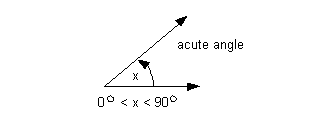 acute angle
x
0° < x < 90°